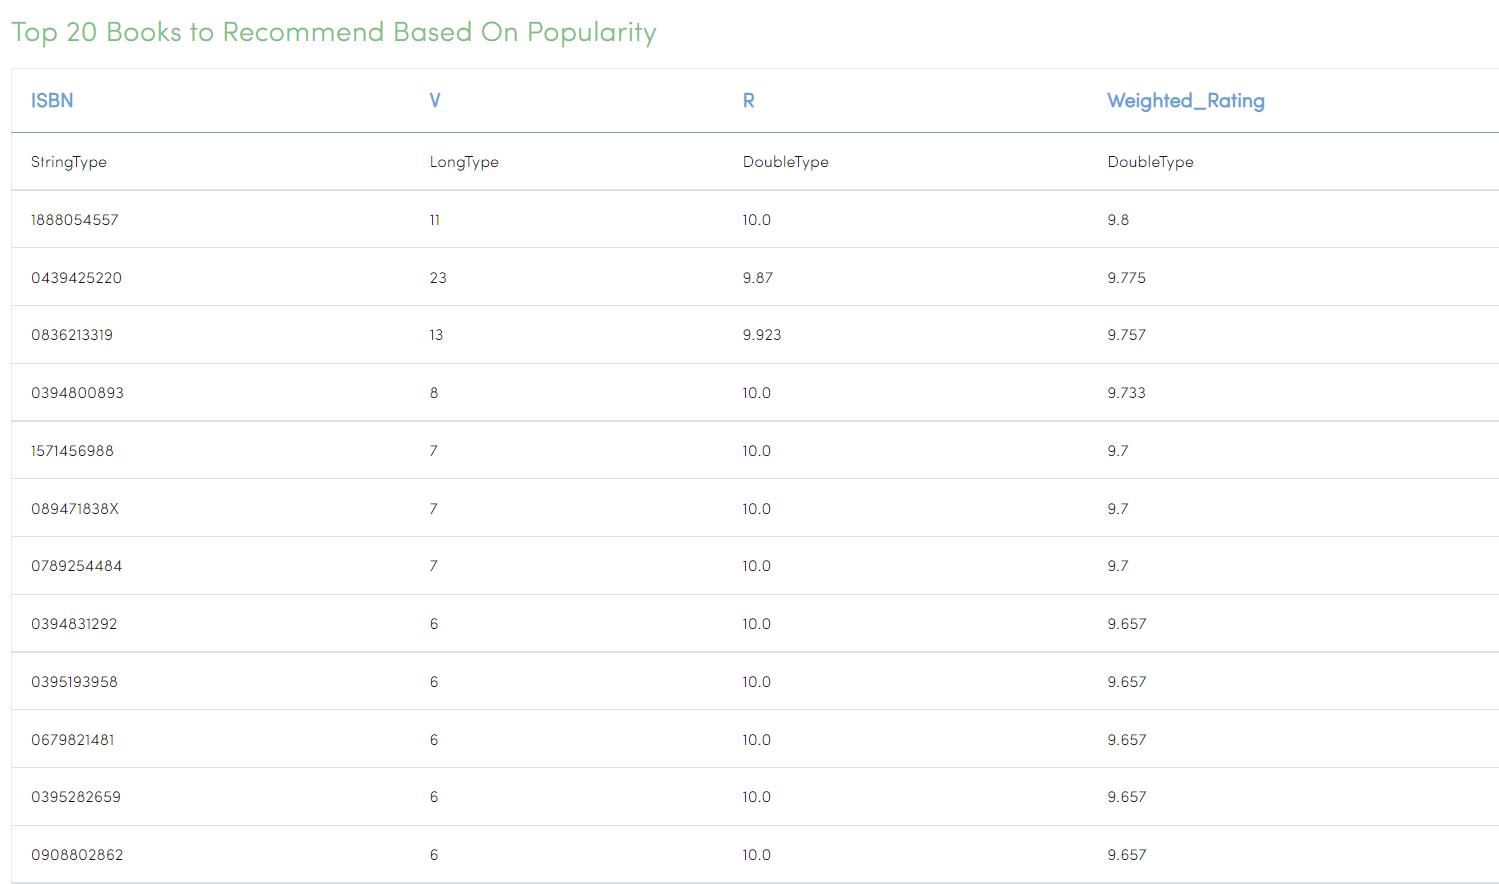 Top 20 Books to Recommend Based On Popularity
ISBN V R Weighted_Rating
StringType LongType DoubleType DoubleType
1888054557 11 10.0 9.8
0439425220 23 9.87 9.775
0836213319 13 9.923 9.757
0394800893 8 10.0 9.733
1571456988 7 10.0 9.7
089471838X 7 10.0 9.7
0789254484 7 10.0 9.7
0394831292 6 10.0 9.657
0395193958 6 10.0 9.657
0679821481 6 10.0 9.657
0395282659 6 10.0 9.657
0908802862 6 10.0 9.657